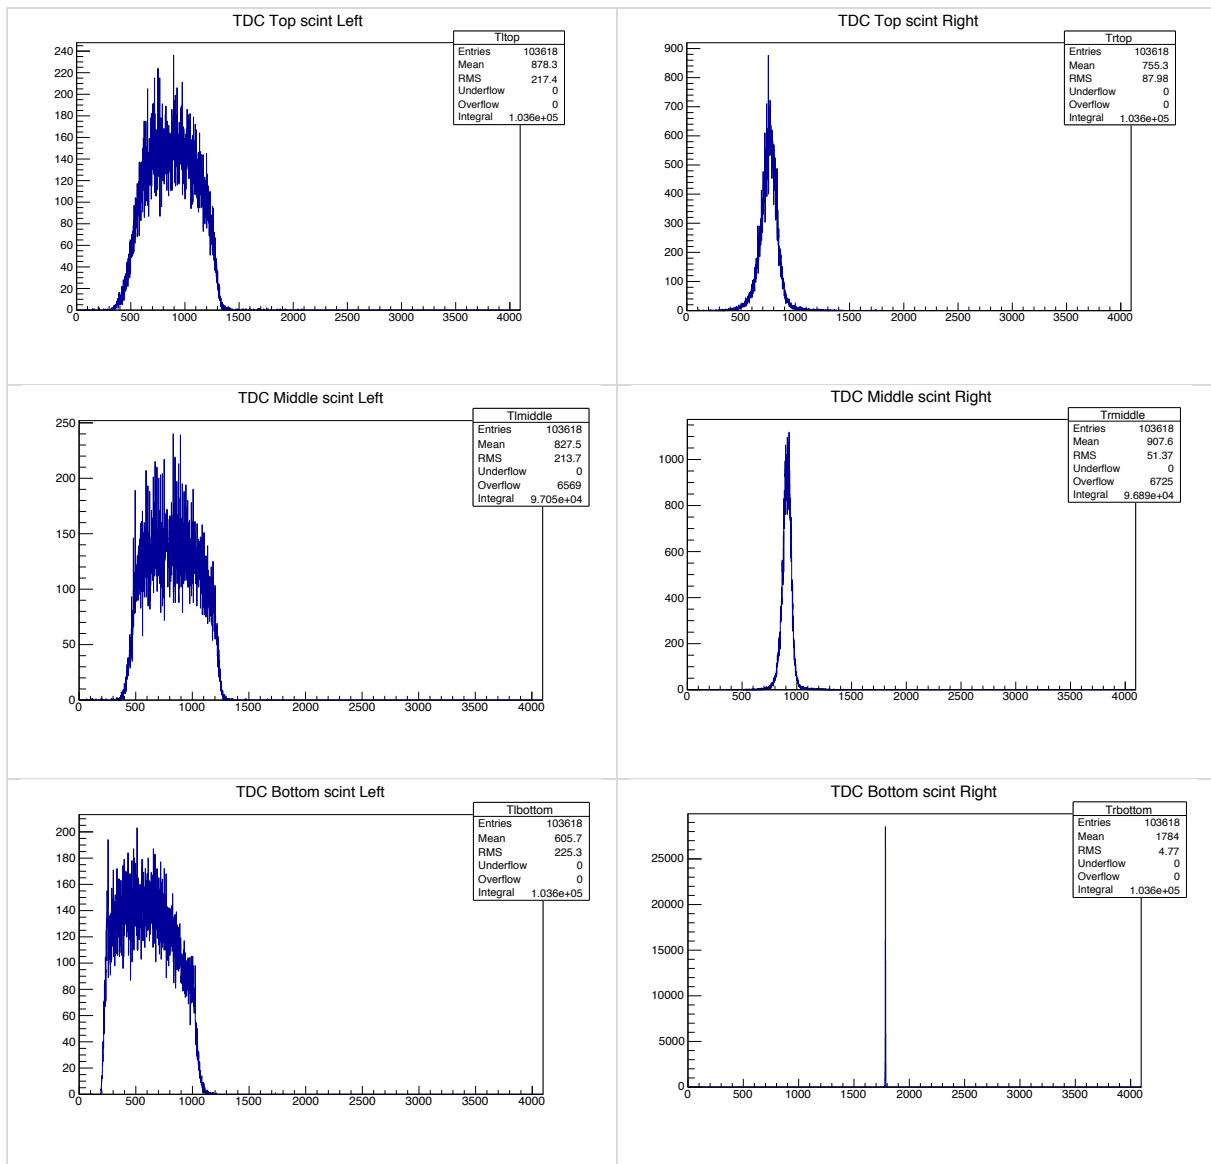 TDC Top scint Left
Tltop
Entries 103618
Mean 878.3
RMS 217.4
Underflow 0
Overflow 0
Integral 1.036e+05
240
220
200
180
160
140
120
100
80
60
40
20
0
0 500 1000 1500 2000 2500 3000 3500 4000
TDC Top scint Right
Trtop
Entries 103618
Mean 755.3
RMS 87.98
Underflow 0
Overflow 0
Integral 1.036e+05
900
800
700
600
500
400
300
200
100
0
0 500 1000 1500 2000 2500 3000 3500 4000
TDC Middle scint Left
Tlmiddle
Entries 103618
Mean 827.5
RMS 213.7
Underflow 0
Overflow 6569
Integral 9.705e+04
250
200
150
100
50
0
0 500 1000 1500 2000 2500 3000 3500 4000
TDC Middle scint Right
Trmiddle
Entries 103618
Mean 907.6
RMS 51.37
Underflow 0
Overflow 6725
Integral 9.689e+04
1000
800
600
400
200
0
0 500 1000 1500 2000 2500 3000 3500 4000
TDC Bottom scint Left
Tlbottom
Entries 103618
Mean 605.7
RMS 225.3
Underflow 0
Overflow 0
Integral 1.036e+05
200
180
160
140
120
100
80
60
40
20
0
0 500 1000 1500 2000 2500 3000 3500 4000
TDC Bottom scint Right
Trbottom
Entries 103618
Mean 1784
RMS 4.77
Underflow 0
Overflow 0
Integral 1.036e+05
25000
20000
15000
10000
5000
0
0 500 1000 1500 2000 2500 3000 3500 4000